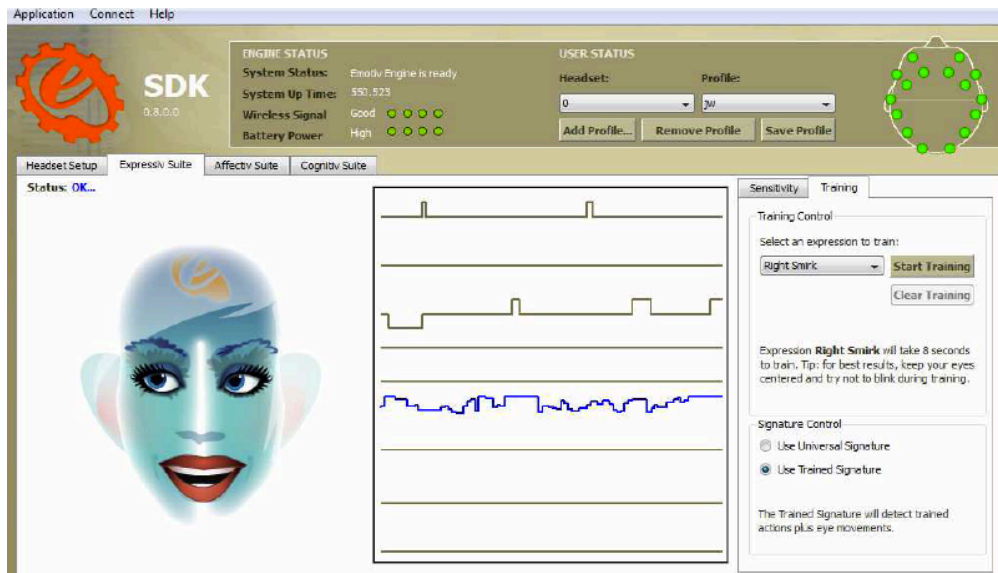 Application Connect Help
SDK
0.8.0.0
ENGINE STATUS
System Status: Emotiv Engine is ready
System Up Time: 550.523
Wireless Signal Good
Battery Power High
USER STATUS
Headset: Profile:
0 jw
Add Profile... Remove Profile Save Profile
Headset Setup Expressiv Suite Affectiv Suite Cognitiv Suite
Status: OK...
Sensitivity Training
Training Control
Select an expression to train:
Right Smirk Start Training
Clear Training
Expression Right Smirk will take 8 seconds
to train. Tip: for best results, keep your eyes
centered and try not to blink during training.
Signature Control
Use Universal Signature
Use Trained Signature
The Trained Signature will detect trained
actions plus eye movements.